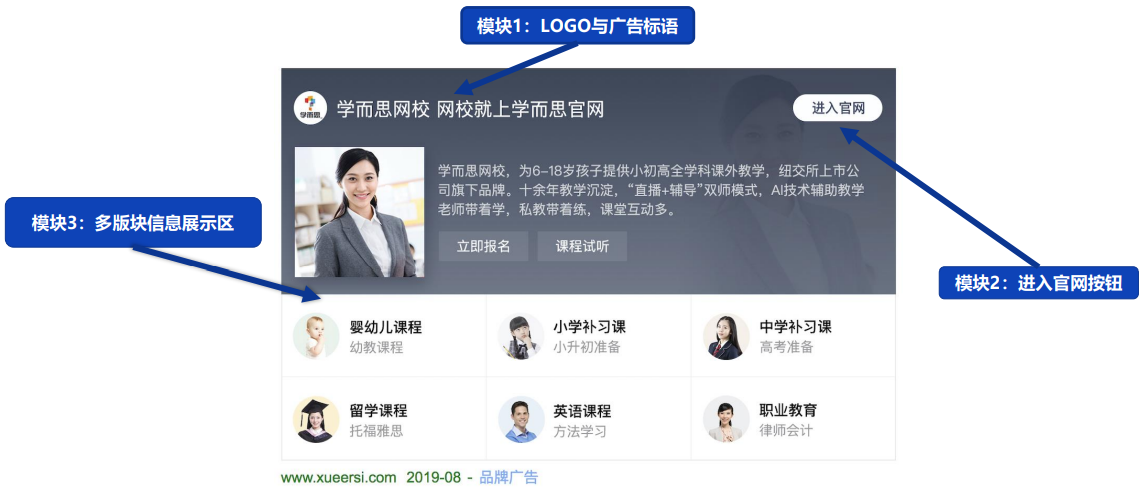 模块1：LOGO与广告标语
学而思
学而思网校 网校就上学而思官网
进入官网
学而思网校，为6-18岁孩子提供小初高全学科课外教学，纽交所上市公
司旗下品牌。十余年教学沉淀，“直播+辅导”双师模式，AI技术辅助教学
老师带着学，私教带着练，课堂互动多。
模块3：多版块信息展示区
立即报名 课程试听
模块2：进入官网按钮
婴幼儿课程 小学补习课 中学补习课
幼教课程 小升初准备 高考准备
留学课程 英语课程 职业教育
托福雅思 方法学习 律师会计
www.xueersi.com 2019-08 - 品牌广告